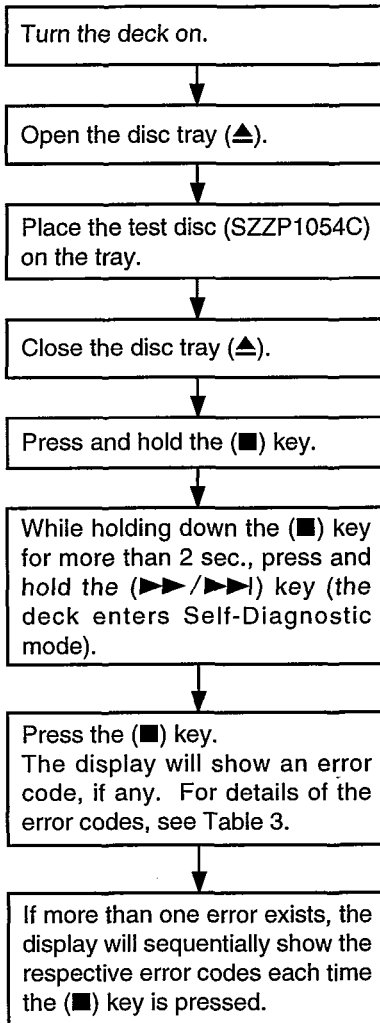 Turn the deck on.
Open the disc tray (⏏).
Place the test disc (SZZP1054C)
on the tray.
Close the disc tray (⏏).
Press and hold the (■) key.
While holding down the (■) key
for more than 2 sec., press and
hold the (►►/►►I) key (the
deck enters Self-Diagnostic
mode).
Press the (■) key.
The display will show an error
code, if any. For details of the
error codes, see Table 3.
If more than one error exists, the
display will sequentially show the
respective error codes each time
the (■) key is pressed.